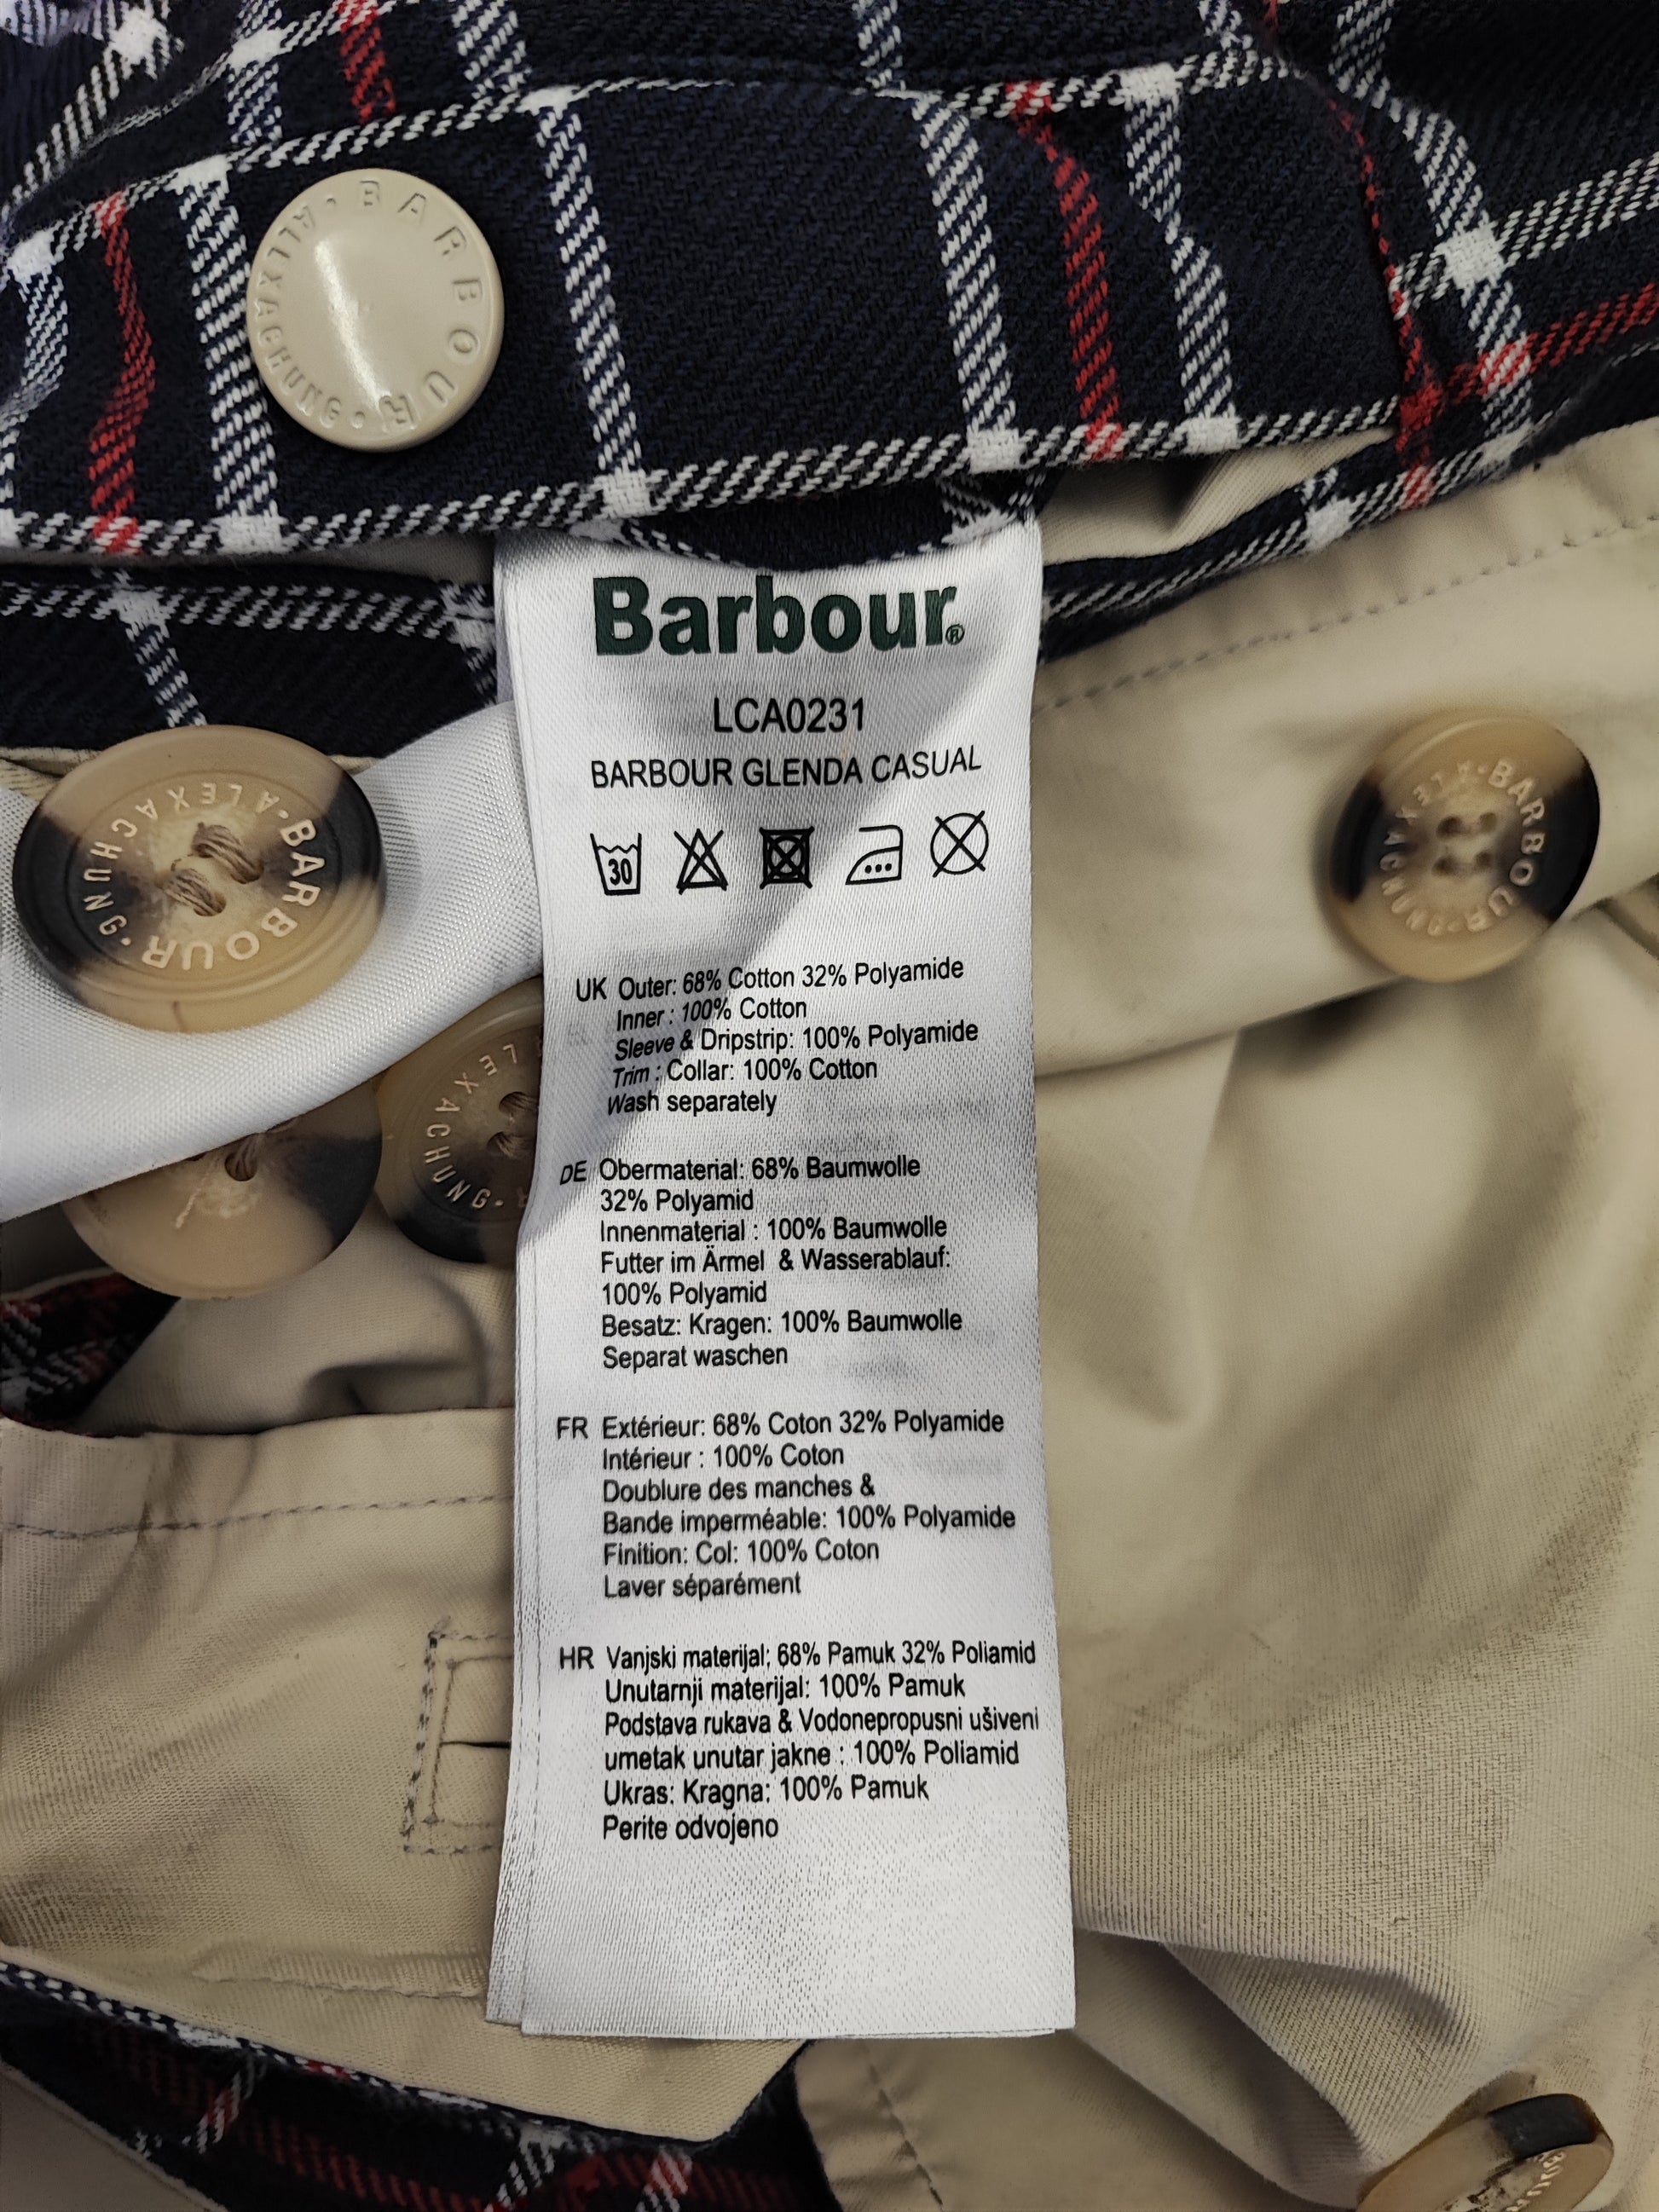 BARBOUR · ALEXACHUNG ·
Barbour®
LCA0231
BARBOUR GLENDA CASUAL
30
BARBOUR · ALEXACHUNG ·
BARBOUR · ALEXACHUNG ·
LEXACHUNG ·
UK Outer: 68% Cotton 32% Polyamide
Inner : 100% Cotton
Sleeve & Dripstrip: 100% Polyamide
Trim : Collar: 100% Cotton
Wash separately
DE Obermaterial: 68% Baumwolle
32% Polyamid
Innenmaterial : 100% Baumwolle
Futter im Ärmel & Wasserablauf:
100% Polyamid
Besatz: Kragen: 100% Baumwolle
Separat waschen
FR Extérieur: 68% Coton 32% Polyamide
Intérieur : 100% Coton
Doublure des manches &
Bande imperméable: 100% Polyamide
Finition: Col: 100% Coton
Laver séparément
HR Vanjski materijal; 68% Pamuk 32% Poliamid
Unutarnji materijal: 100% Pamuk
Podstava rukava & Vodonepropusni ušiveni
umetak unutar jakne : 100% Poliamid
Ukras: Kragna: 100% Pamuk
Perite odvojeno